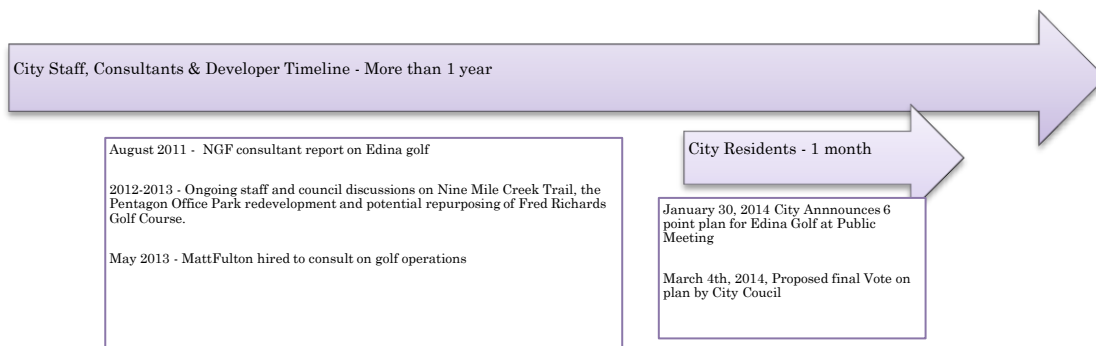 City Staff, Consultants & Developer Timeline - More than 1 year
August 2011 -  NGF consultant report on Edina golf
2012-2013 - Ongoing staff and council discussions on Nine Mile Creek Trail, the
Pentagon Office Park redevelopment and potential repurposing of Fred Richards
Golf Course.
May 2013 - MattFulton hired to consult on golf operations
City Residents - 1 month
January 30, 2014 City Annnounces 6
point plan for Edina Golf at Public
Meeting
March 4th, 2014, Proposed final Vote on
plan by City Coucil